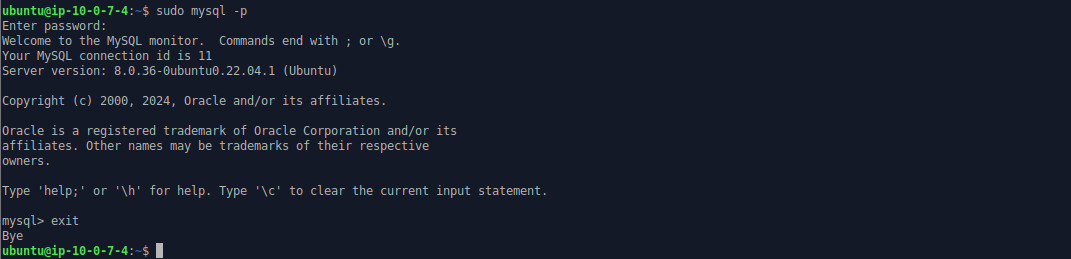 ubuntu@ip-10-0-7-4:~$ sudo mysql -p
Enter password:
Welcome to the MySQL monitor.  Commands end with ; or \g.
Your MySQL connection id is 11
Server version: 8.0.36-0ubuntu0.22.04.1 (Ubuntu)

Copyright (c) 2000, 2024, Oracle and/or its affiliates.

Oracle is a registered trademark of Oracle Corporation and/or its
affiliates. Other names may be trademarks of their respective
owners.

Type 'help;' or '\h' for help. Type '\c' to clear the current input statement.

mysql> exit
Bye
ubuntu@ip-10-0-7-4:~$